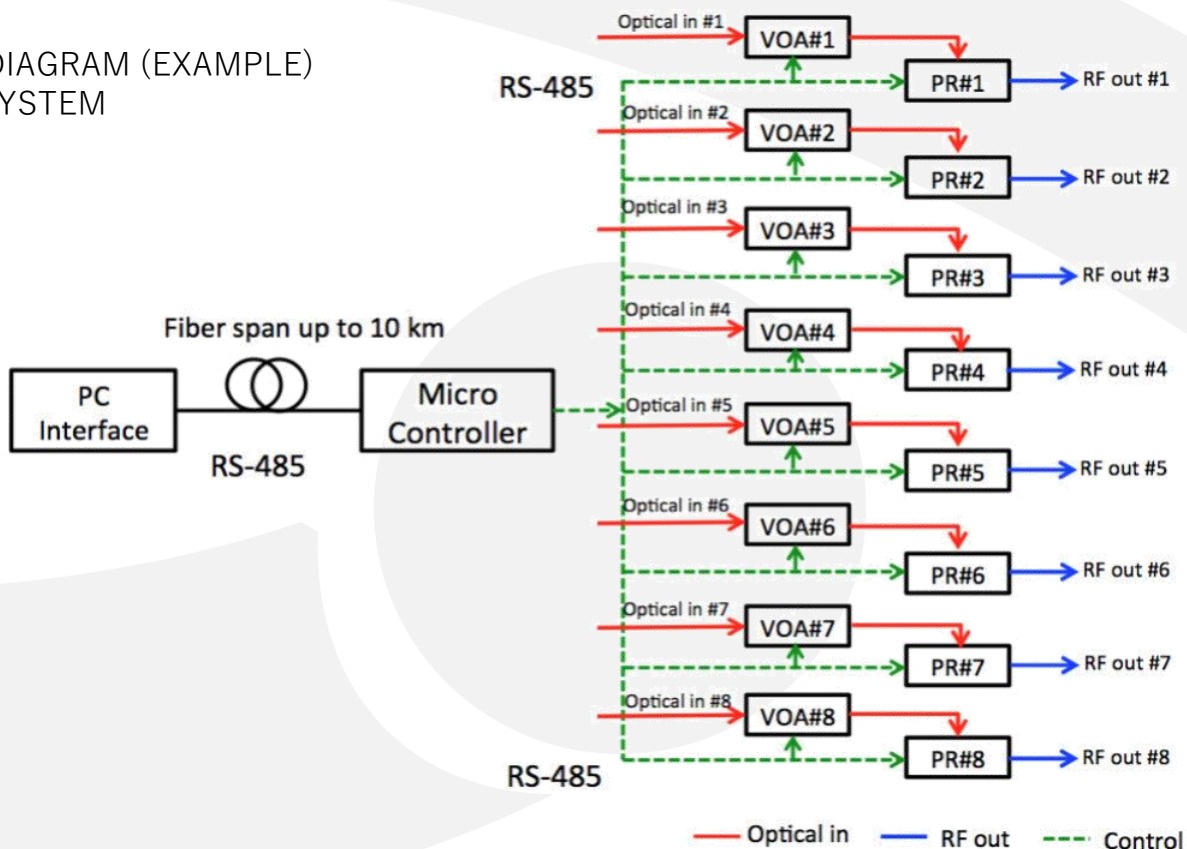 DIAGRAM (EXAMPLE)
SYSTEM
RS-485
Optical in #1
VOA#1
PR#1
RF out #1
Optical in #2
VOA#2
PR#2
RF out #2
Optical in #3
VOA#3
PR#3
RF out #3
Optical in #4
VOA#4
PR#4
RF out #4
Fiber span up to 10 km
PC
Interface
RS-485
Micro
Controller
Optical in #5
VOA#5
PR#5
RF out #5
Optical in #6
VOA#6
PR#6
RF out #6
Optical in #7
VOA#7
PR#7
RF out #7
Optical in #8
VOA#8
PR#8
RF out #8
RS-485
Optical in
RF out
Control